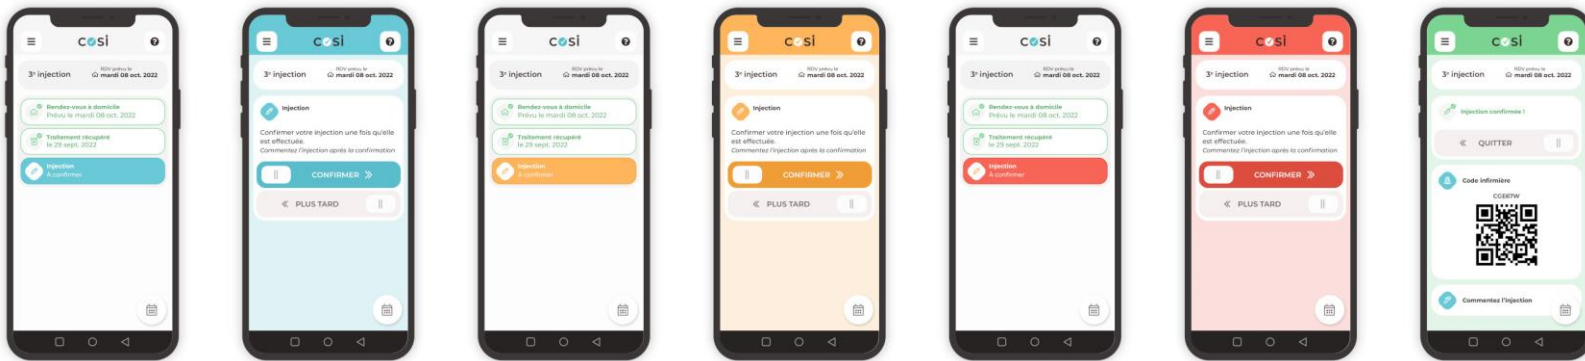 cosi
3ᵉ injection
RDV prévu le
mardi 08 oct. 2022
Rendez-vous à domicile
Prévu le mardi 08 oct. 2022
Traitement récupéré
le 29 sept. 2022
Injection
À confirmer
cosi
3ᵉ injection
RDV prévu le
mardi 08 oct. 2022
Injection
Confirmer votre injection une fois qu'elle
est effectuée.
Commentez l'injection après la confirmation
CONFIRMER
PLUS TARD
cosi
3ᵉ injection
RDV prévu le
mardi 08 oct. 2022
Rendez-vous à domicile
Prévu le mardi 08 oct. 2022
Traitement récupéré
le 29 sept. 2022
Injection
À confirmer
cosi
3ᵉ injection
RDV prévu le
mardi 08 oct. 2022
Injection
Confirmer votre injection une fois qu'elle
est effectuée.
Commentez l'injection après la confirmation
CONFIRMER
PLUS TARD
cosi
3ᵉ injection
RDV prévu le
mardi 08 oct. 2022
Rendez-vous à domicile
Prévu le mardi 08 oct. 2022
Traitement récupéré
le 29 sept. 2022
Injection
À confirmer
cosi
3ᵉ injection
RDV prévu le
mardi 08 oct. 2022
Injection
Confirmer votre injection une fois qu'elle
est effectuée.
Commentez l'injection après la confirmation
CONFIRMER
PLUS TARD
cosi
3ᵉ injection
RDV prévu le
mardi 08 oct. 2022
Injection confirmée !
QUITTER
Code infirmière
Commentez l'injection